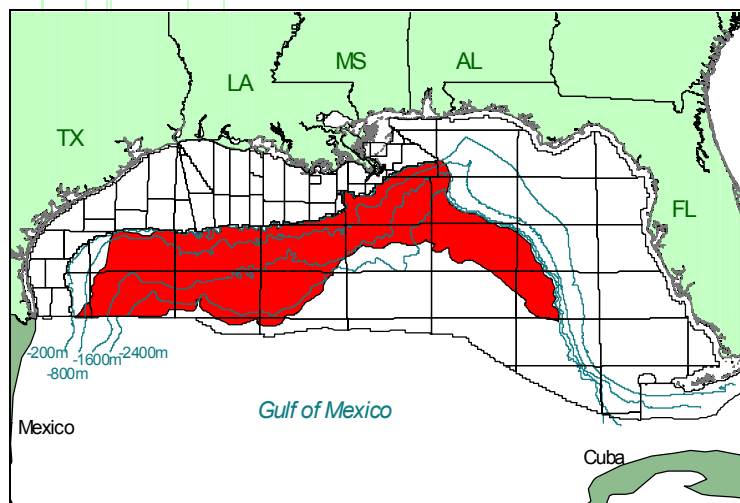 MS
AL
LA
TX
FL
-200m
-1600m
-2400m
-800m
Gulf of Mexico
Mexico
Cuba